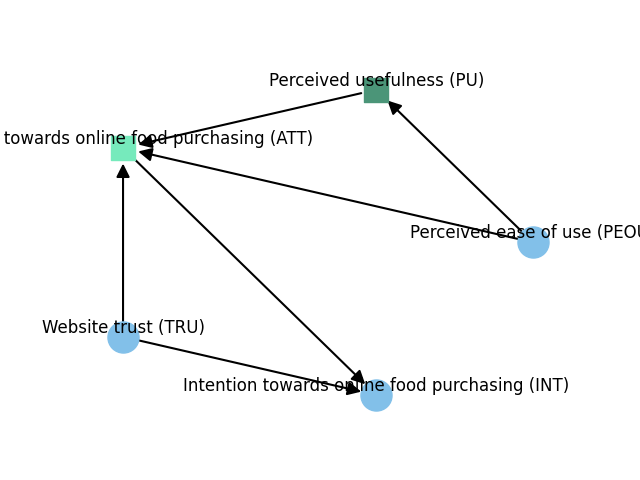 Perceived usefulness (PU)
towards online food purchasing (ATT)
Perceived ease of use (PEOU
Website trust (TRU)
Intention towards online food purchasing (INT)